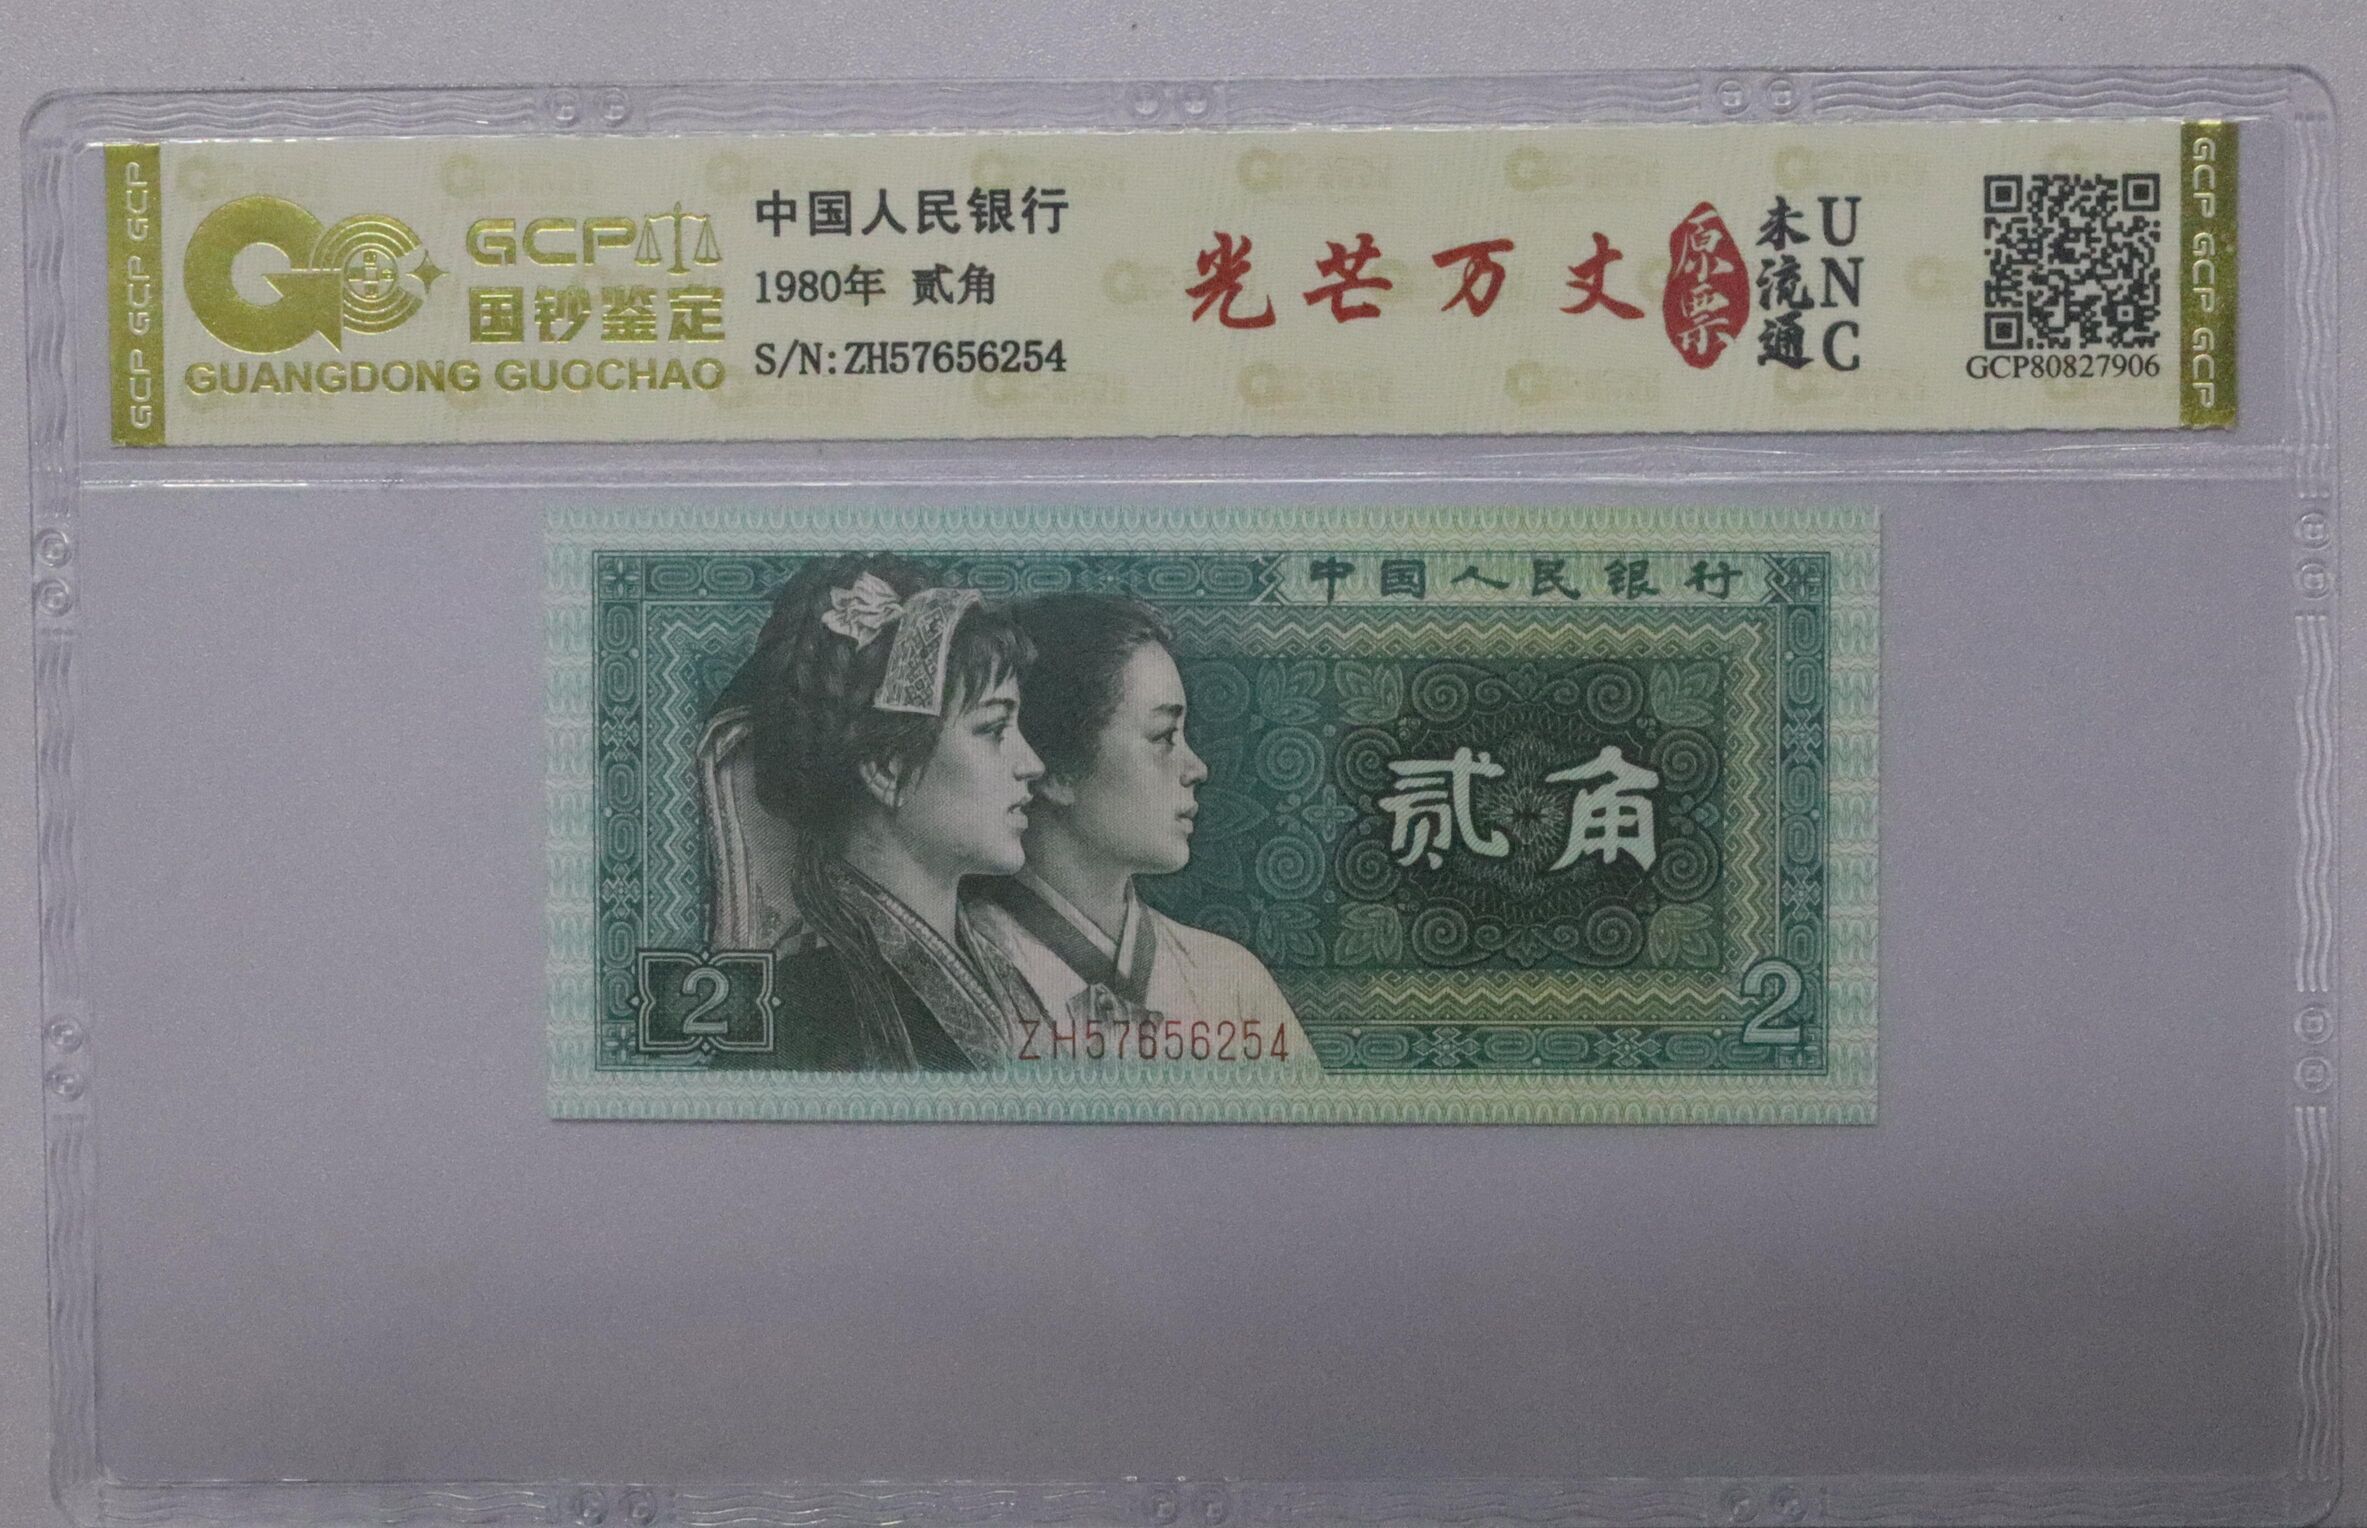 GCP GCP GCP
GCP
国钞鉴定
GUANGDONG GUOCHAO
中国人民银行
1980年 贰角
S/N:ZH57656254
光芒万丈
原票
未流通
UNC
GCP80827906
GCP GCP GCP
中国人民银行
贰角
2
2
ZH57656254